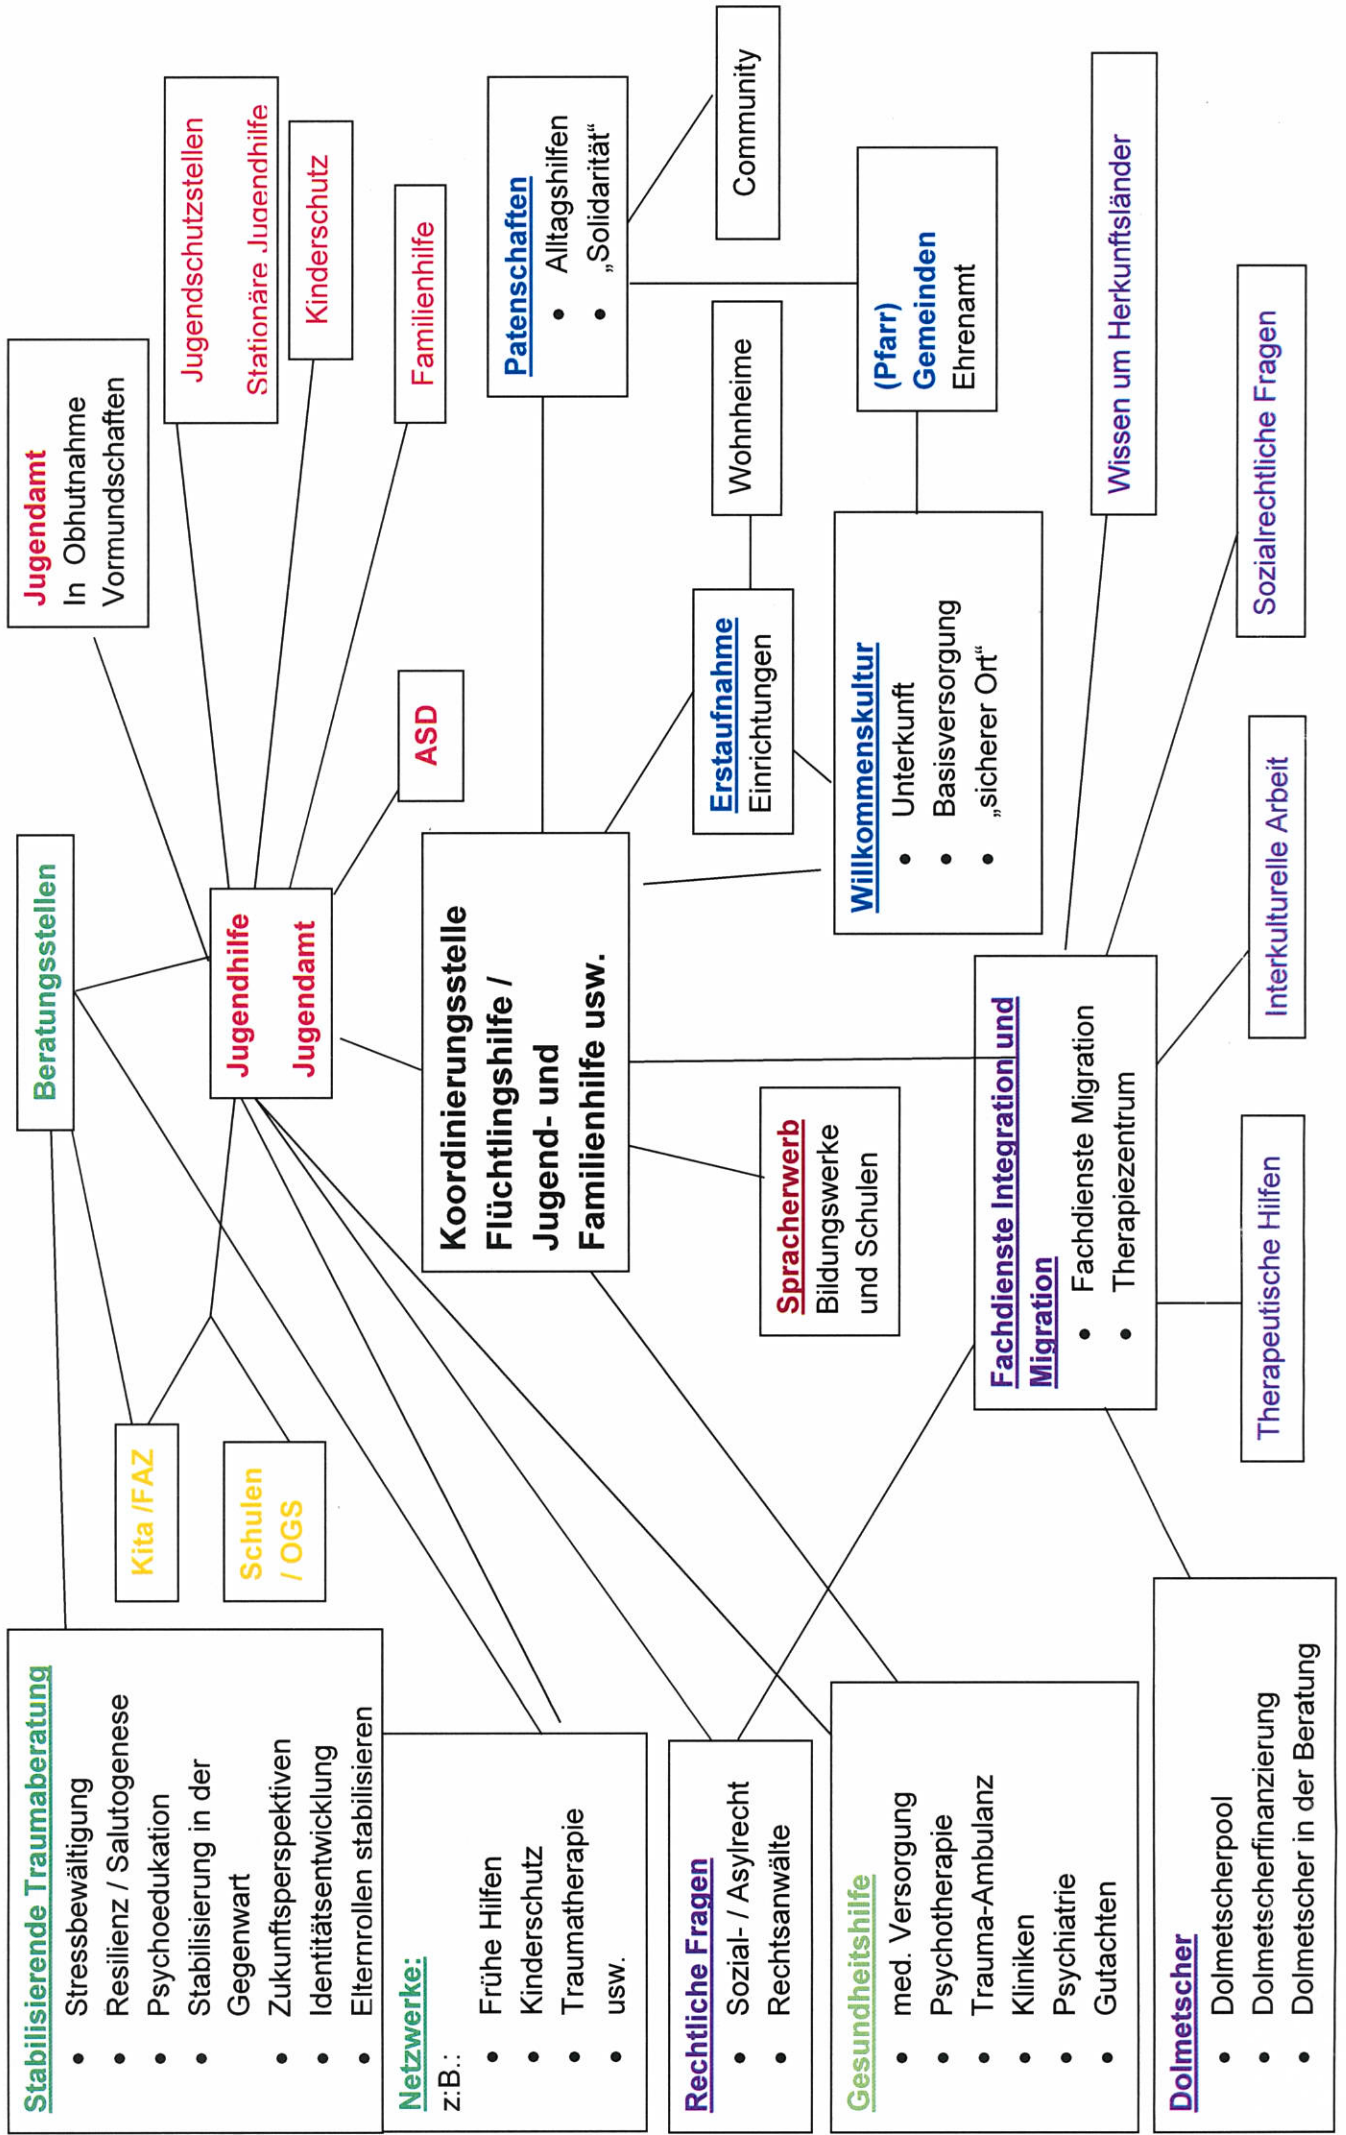 Stabilisierende Traumaberatung
• Stressbewältigung
• Resilienz / Salutogenese
• Psychoedukation
• Stabilisierung in der
Gegenwart
• Zukunftsperspektiven
• Identitätsentwicklung
• Elternrollen stabilisieren
Netzwerke:
z.B.:
• Frühe Hilfen
• Kinderschutz
• Traumatherapie
• usw.
Rechtliche Fragen
• Sozial- / Asylrecht
• Rechtsanwälte
Gesundheitshilfe
• med. Versorgung
• Psychotherapie
• Trauma-Ambulanz
• Kliniken
• Psychiatrie
• Gutachten
Dolmetscher
• Dolmetscherpool
• Dolmetscherfinanzierung
• Dolmetscher in der Beratung
Kita /FAZ
Schulen
/ OGS
Beratungsstellen
Jugendhilfe
Jugendamt
Koordinierungsstelle
Flüchtlingshilfe /
Jugend- und
Familienhilfe usw.
Spracherwerb
Bildungswerke
und Schulen
Fachdienste Integration und
Migration
• Fachdienste Migration
• Therapiezentrum
Therapeutische Hilfen
Interkulturelle Arbeit
Jugendamt
In Obhutnahme
Vormundschaften
ASD
Erstaufnahme
Einrichtungen
Willkommenskultur
• Unterkunft
• Basisversorgung
• „sicherer Ort“
Jugendschutzstellen
Stationäre Jugendhilfe
Kinderschutz
Familienhilfe
Patenschaften
• Alltagshilfen
• „Solidarität“
Wohnheime
Community
(Pfarr)
Gemeinden
Ehrenamt
Wissen um Herkunftsländer
Sozialrechtliche Fragen